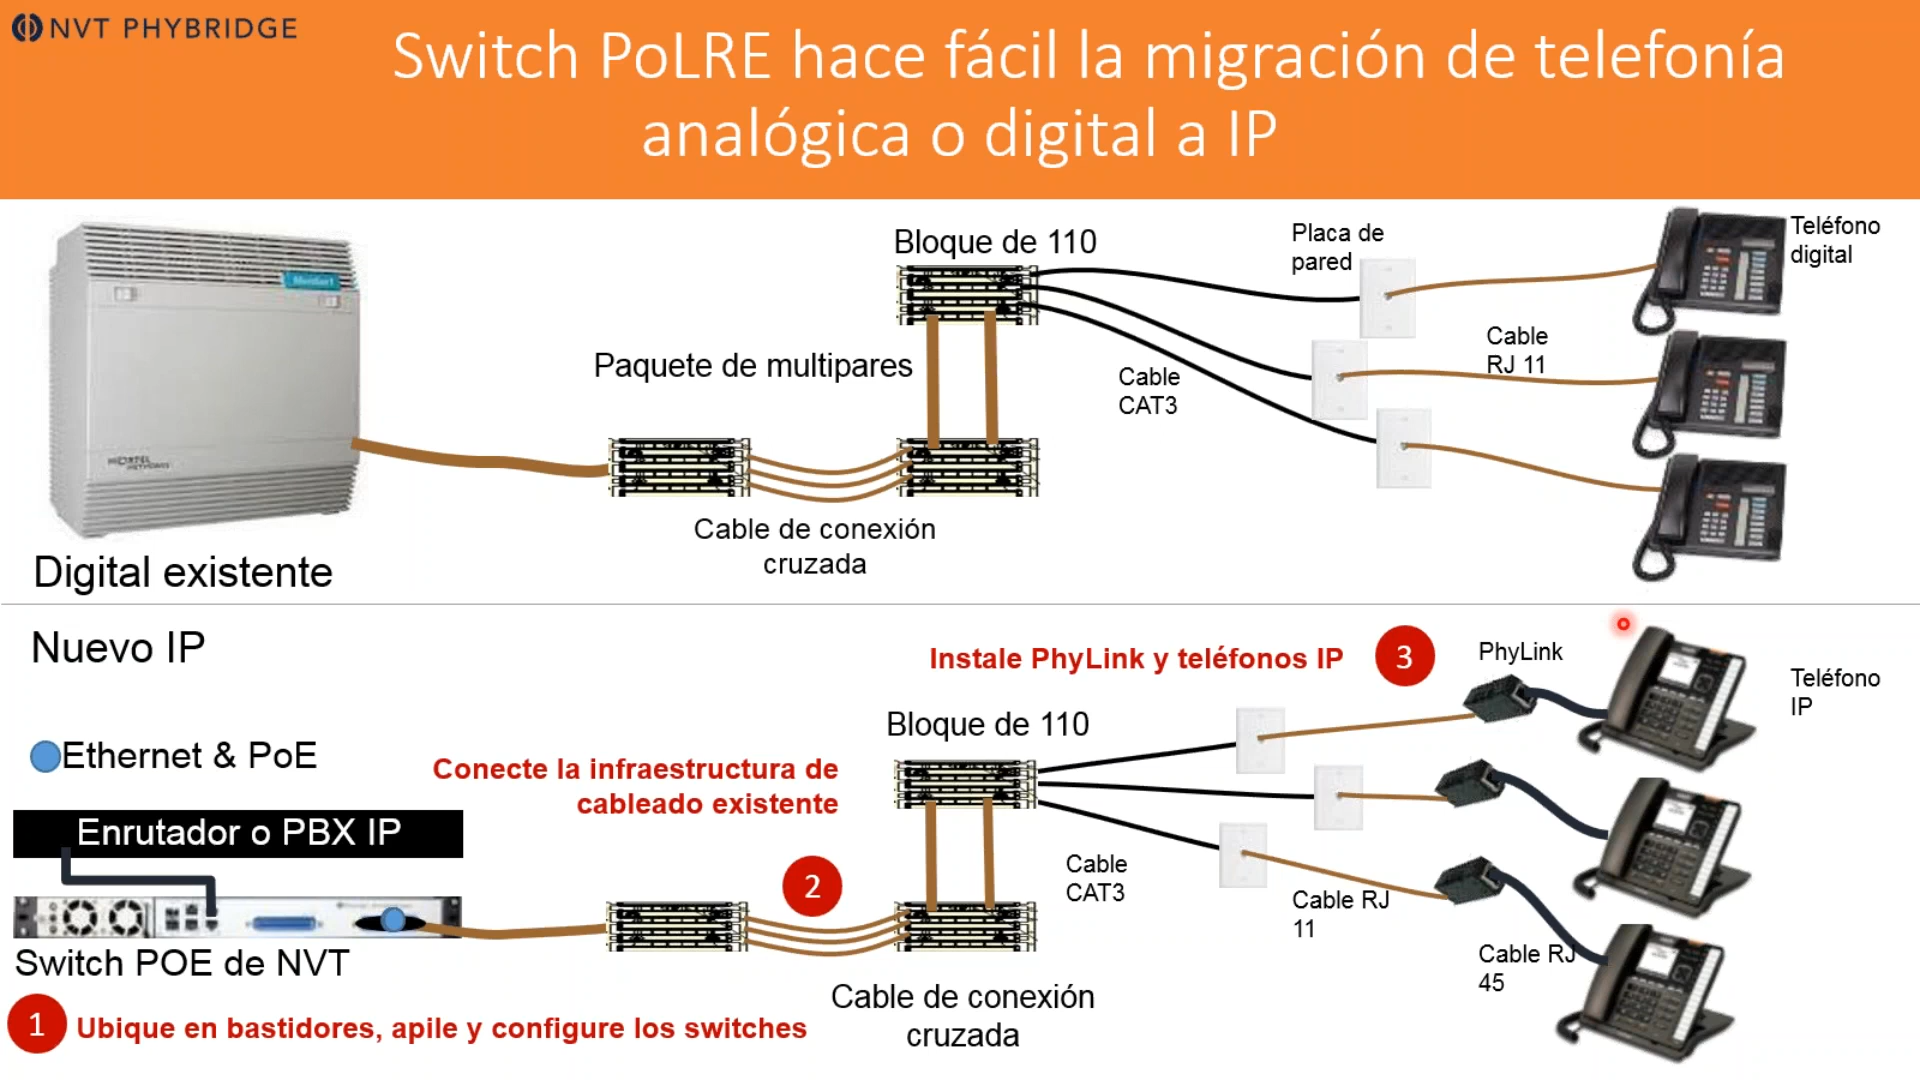 NVT PHYBRIDGE
Switch PoLRE hace fácil la migración de telefonía
analógica o digital a IP
Bloque de 110
Placa de
pared
Teléfono
digital
Paquete de multipares
Cable
CAT3
Cable
RJ 11
NORTEL
NETWORKS
Cable de conexión
cruzada
Digital existente
Nuevo IP
Instale PhyLink y teléfonos IP
3
PhyLink
Teléfono
IP
Bloque de 110
Ethernet & PoE
Conecte la infraestructura de
cableado existente
Enrutador o PBX IP
2
Cable
CAT3
Cable RJ
11
Switch POE de NVT
Cable RJ
45
Cable de conexión
cruzada
1
Ubique en bastidores, apile y configure los switches